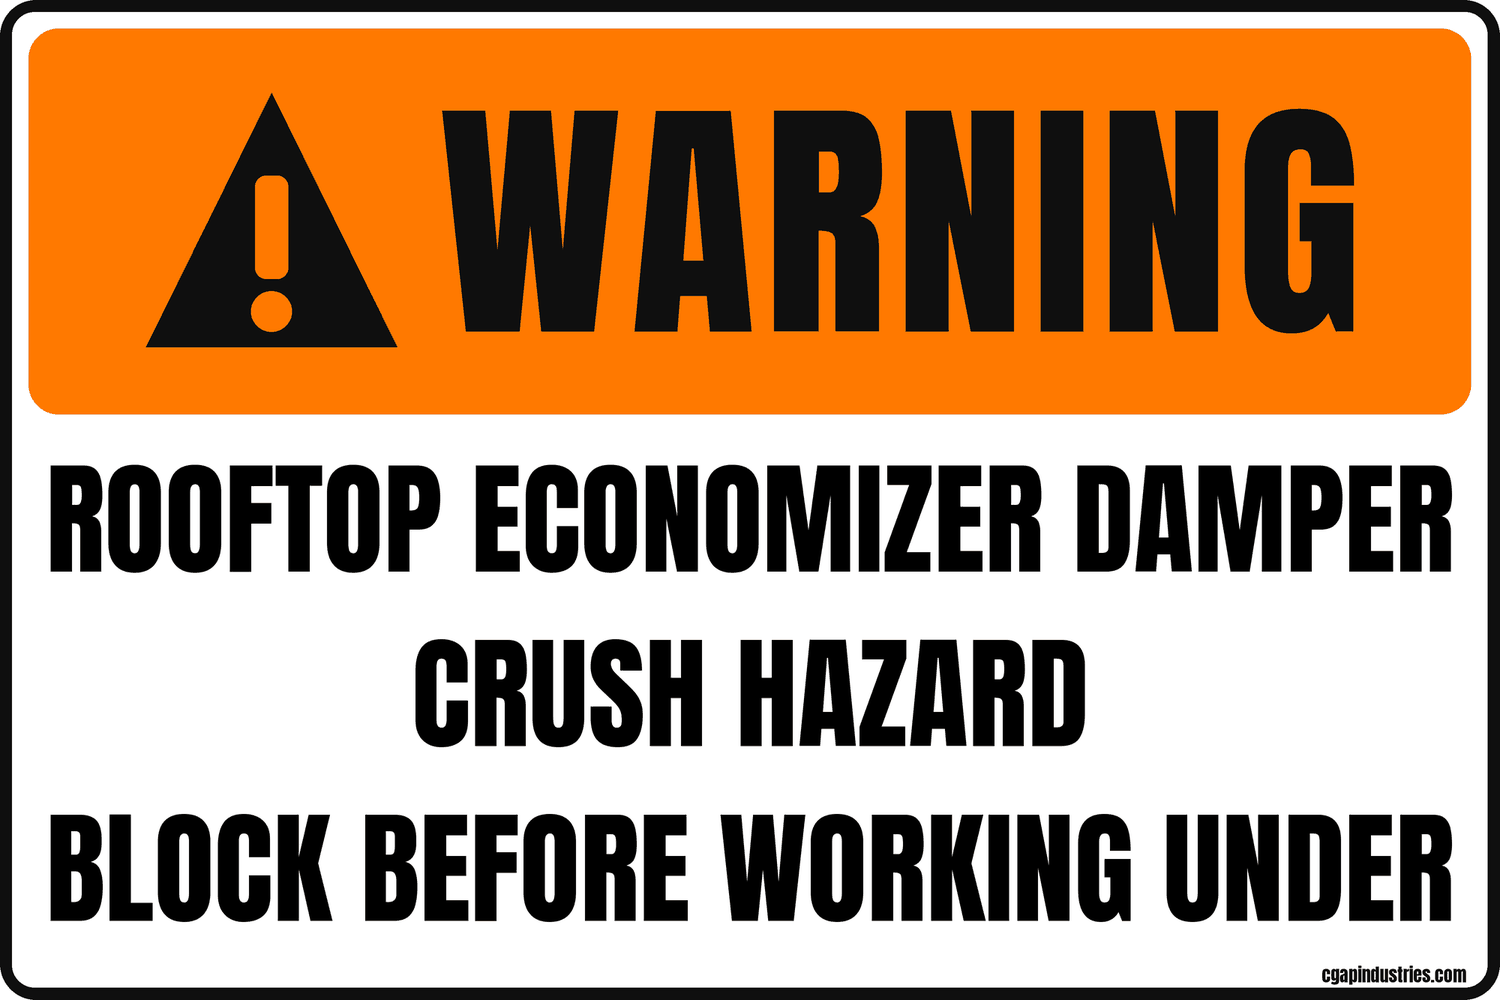 WARNING
ROOFTOP ECONOMIZER DAMPER
CRUSH HAZARD
BLOCK BEFORE WORKING UNDER
cgapindustries.com